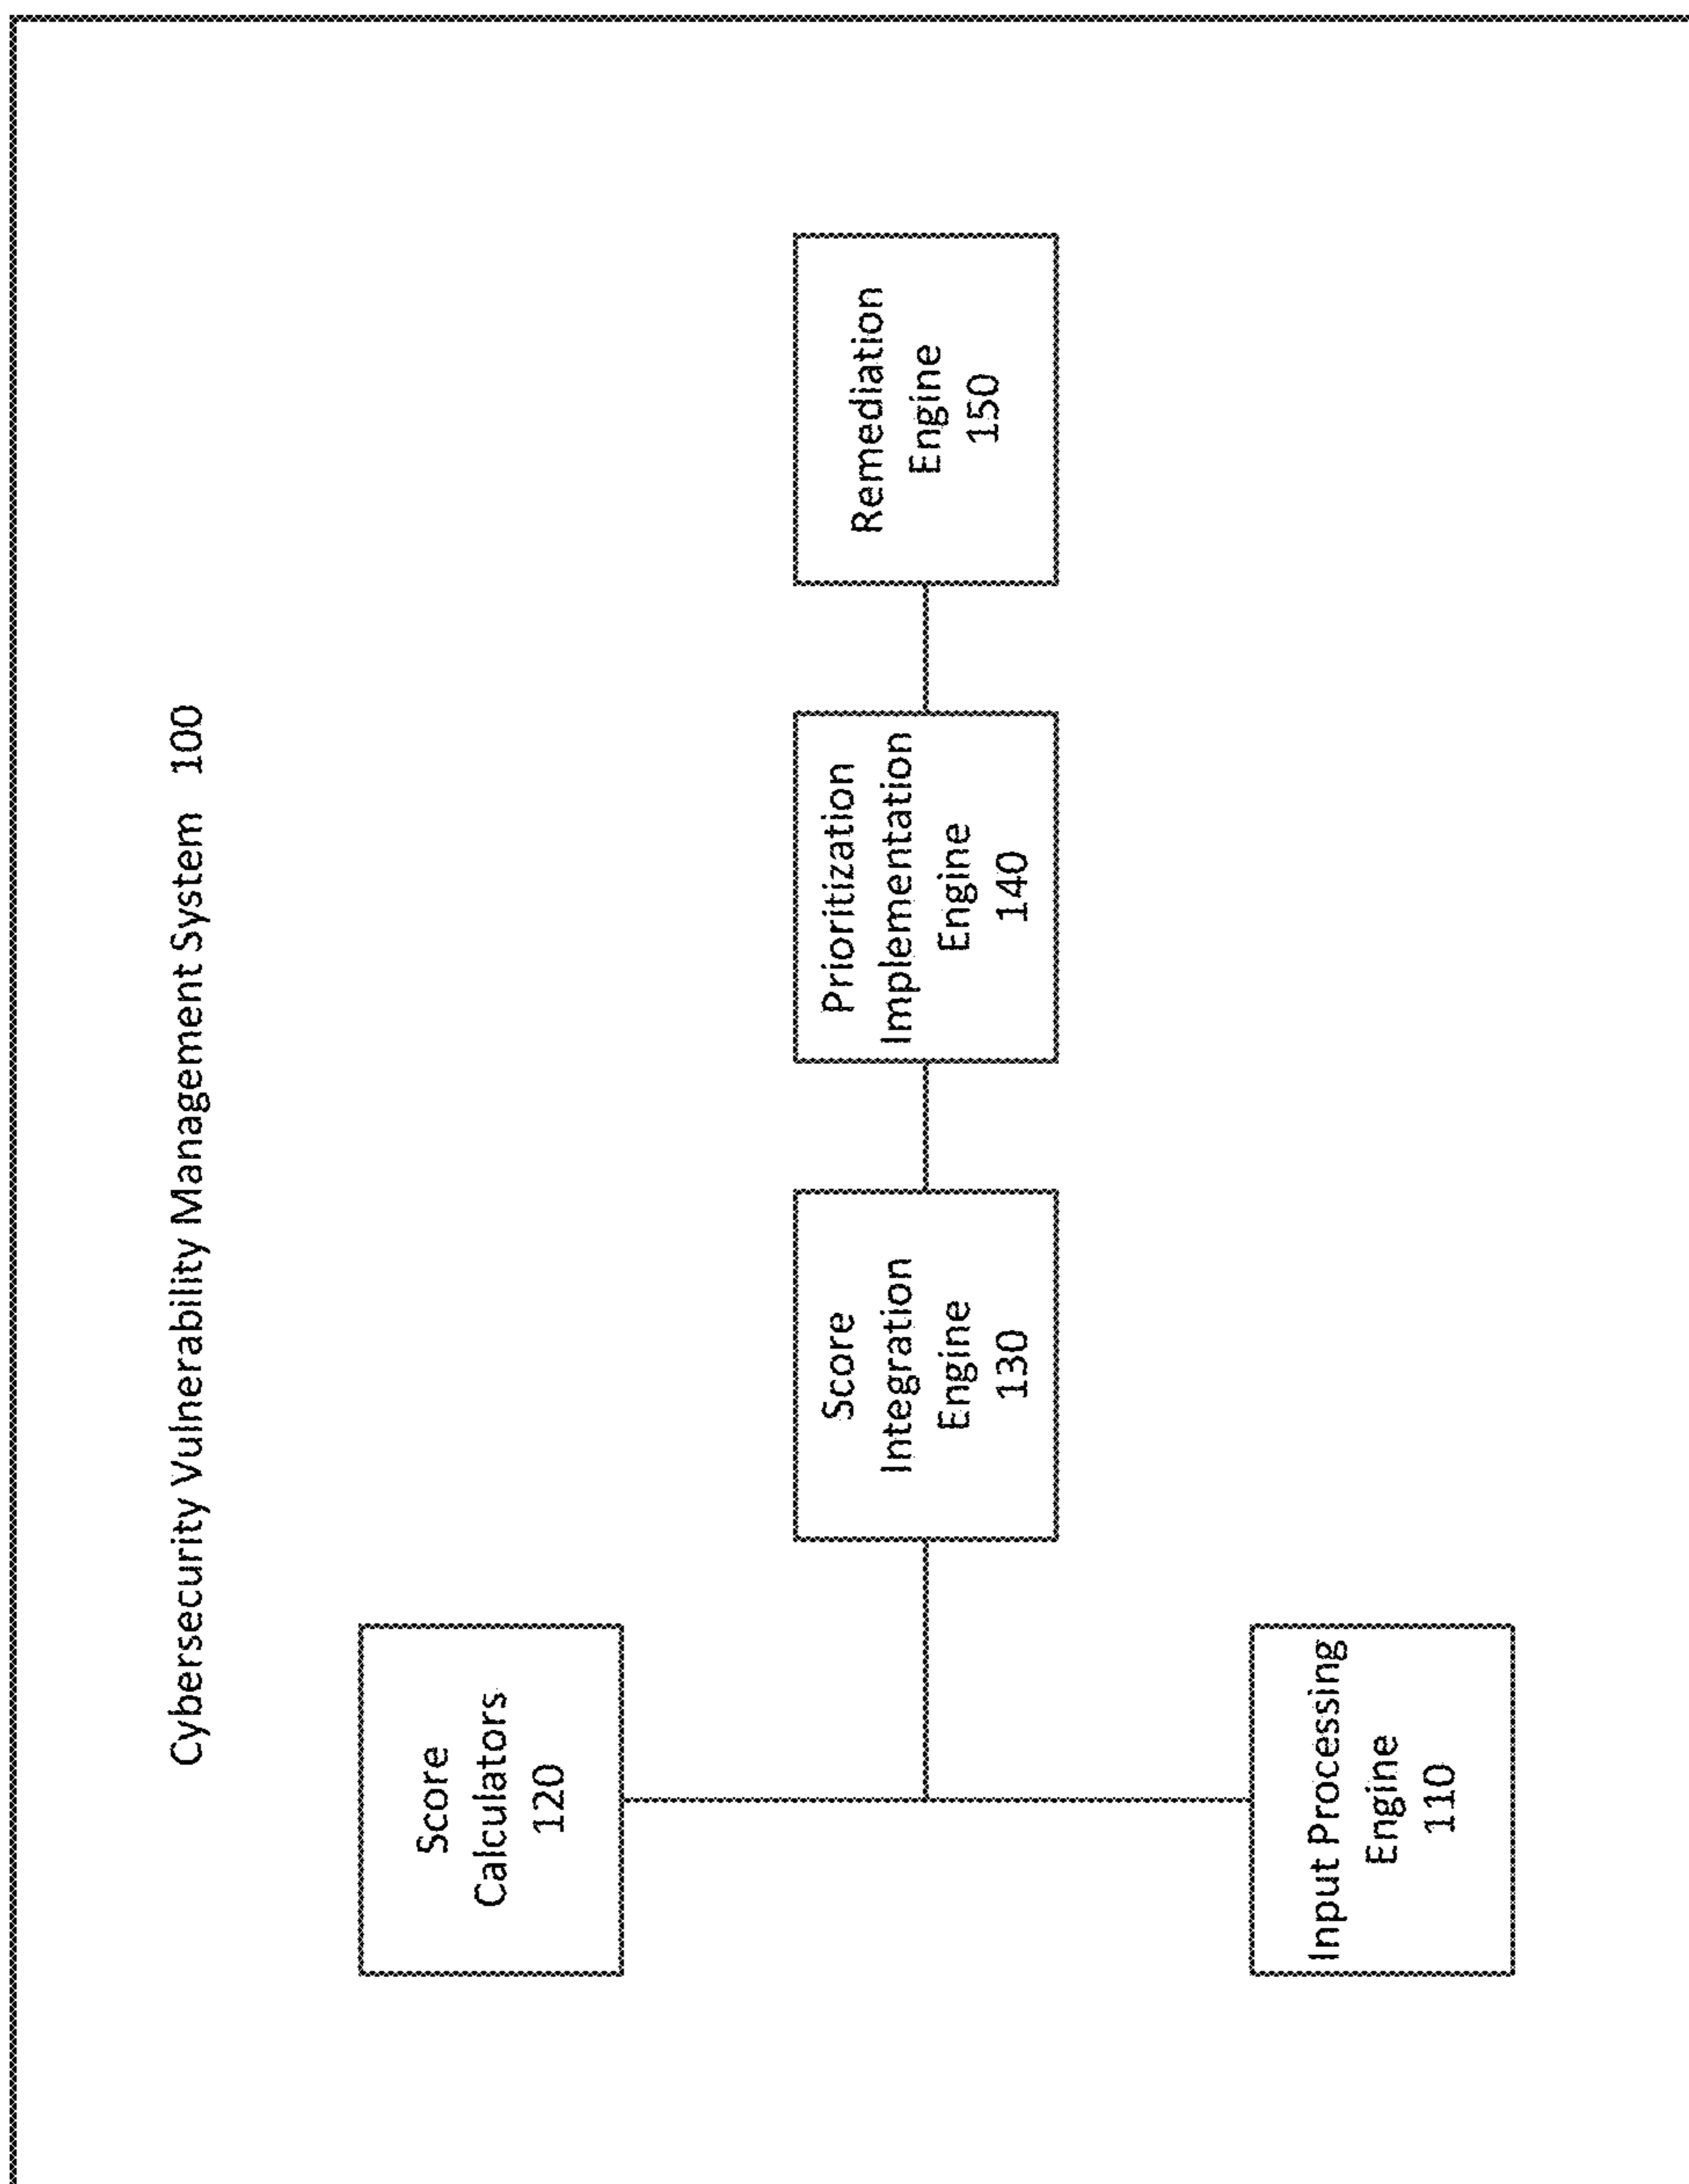 Cybersecurity Vulnerability Management System 100
Score
Calculators
120
Input Processing
Engine
110
Score
Integration
Engine
130
Prioritization
Implementation
Engine
140
Remediation
Engine
150